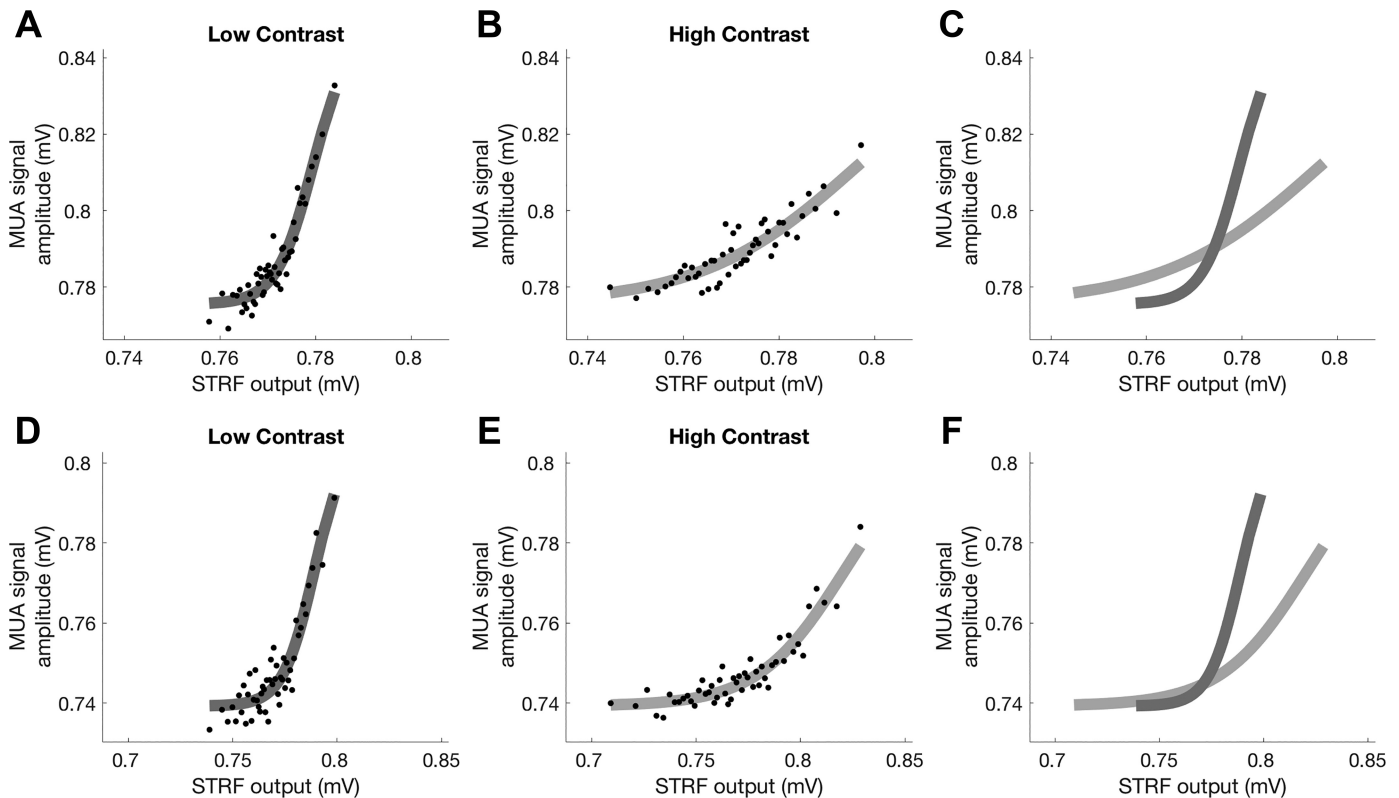 A
Low Contrast
MUA signal
amplitude (mV)
0.84
0.82
0.8
0.78
0.74
0.76
0.78
0.8
STRF output (mV)
B
High Contrast
MUA signal
amplitude (mV)
0.84
0.82
0.8
0.78
0.74
0.76
0.78
0.8
STRF output (mV)
C
MUA signal
amplitude (mV)
0.84
0.82
0.8
0.78
0.74
0.76
0.78
0.8
STRF output (mV)
D
Low Contrast
MUA signal
amplitude (mV)
0.8
0.78
0.76
0.74
0.7
0.75
0.8
0.85
STRF output (mV)
E
High Contrast
MUA signal
amplitude (mV)
0.8
0.78
0.76
0.74
0.7
0.75
0.8
0.85
STRF output (mV)
F
MUA signal
amplitude (mV)
0.8
0.78
0.76
0.74
0.7
0.75
0.8
0.85
STRF output (mV)